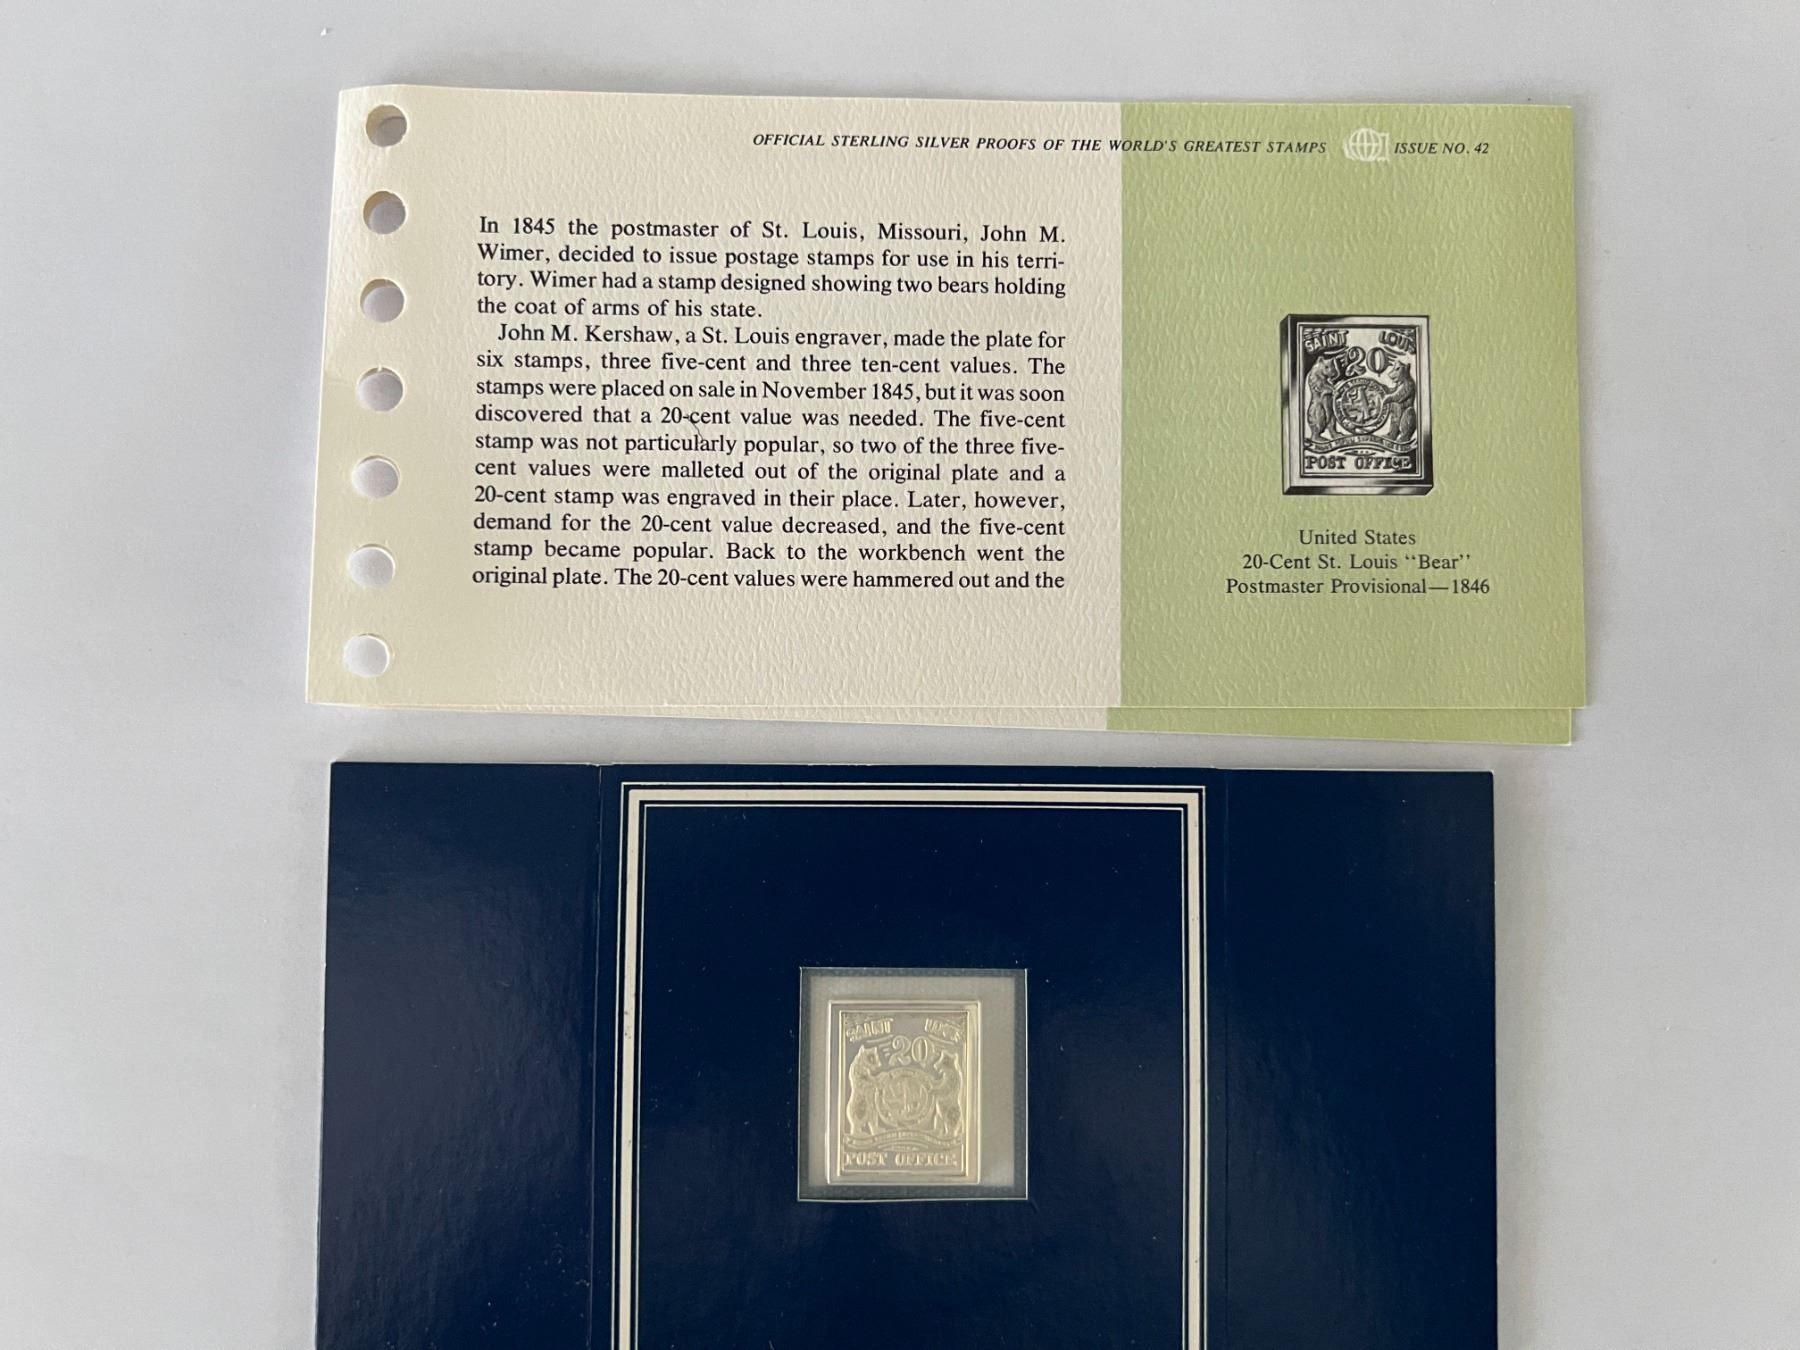 OFFICIAL STERLING SILVER PROOFS OF THE WORLD'S GREATEST STAMPS ISSUE NO. 42
In 1845 the postmaster of St. Louis, Missouri, John M.
Wimer, decided to issue postage stamps for use in his terri-
tory. Wimer had a stamp designed showing two bears holding
the coat of arms of his state.
John M. Kershaw, a St. Louis engraver, made the plate for
six stamps, three five-cent and three ten-cent values. The
stamps were placed on sale in November 1845, but it was soon
discovered that a 20-cent value was needed. The five-cent
stamp was not particularly popular, so two of the three five-
cent values were malleted out of the original plate and a
20-cent stamp was engraved in their place. Later, however,
demand for the 20-cent value decreased, and the five-cent
stamp became popular. Back to the workbench went the
original plate. The 20-cent values were hammered out and the
SAINT LOUIS
20
POST OFFICE
United States
20-Cent St. Louis “Bear”
Postmaster Provisional—1846
SAINT LOUIS
20
POST OFFICE